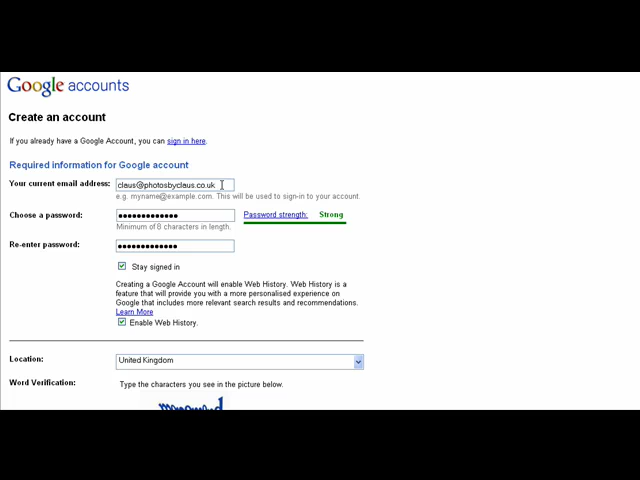 Google accounts
Create an account
If you already have a Google Account, you can sign in here.
Required information for Google account
Your current email address: claus@photosbyclaus.co.uk
e.g. myname@example.com. This will be used to sign-in to your account.
Choose a password: ●●●●●●●●●●●●● Password strength: Strong
Minimum of 8 characters in length.
Re-enter password: ●●●●●●●●●●●●●
Stay signed in
Creating a Google Account will enable Web History. Web History is a
feature that will provide you with a more personalised experience on
Google that includes more relevant search results and recommendations.
Learn More
Enable Web History.
Location: United Kingdom
Word Verification: Type the characters you see in the picture below.